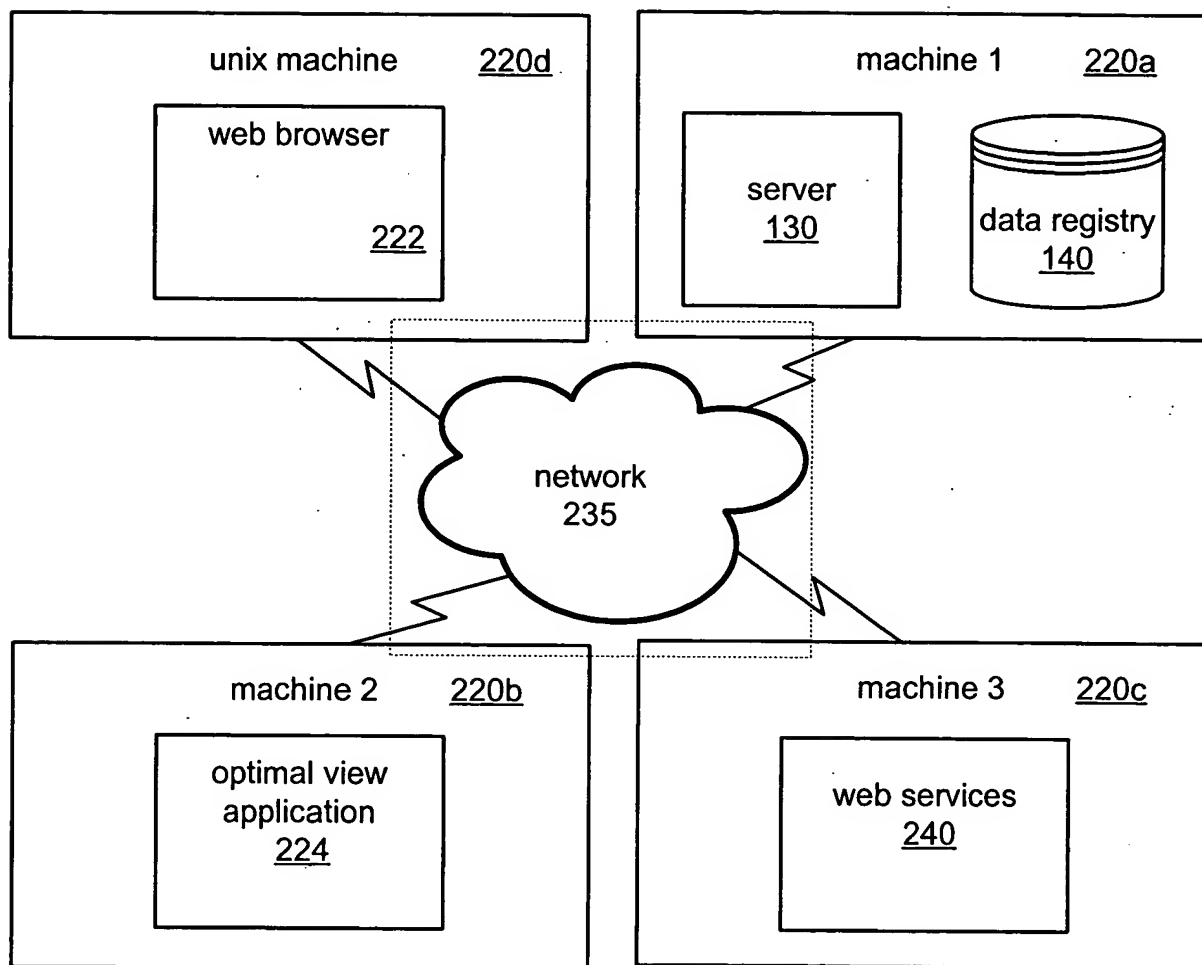 unix machine 220d
web browser
222
machine 1 220a
server
130
data registry
140
network
235
machine 2 220b
optimal view
application
224
machine 3 220c
web services
240